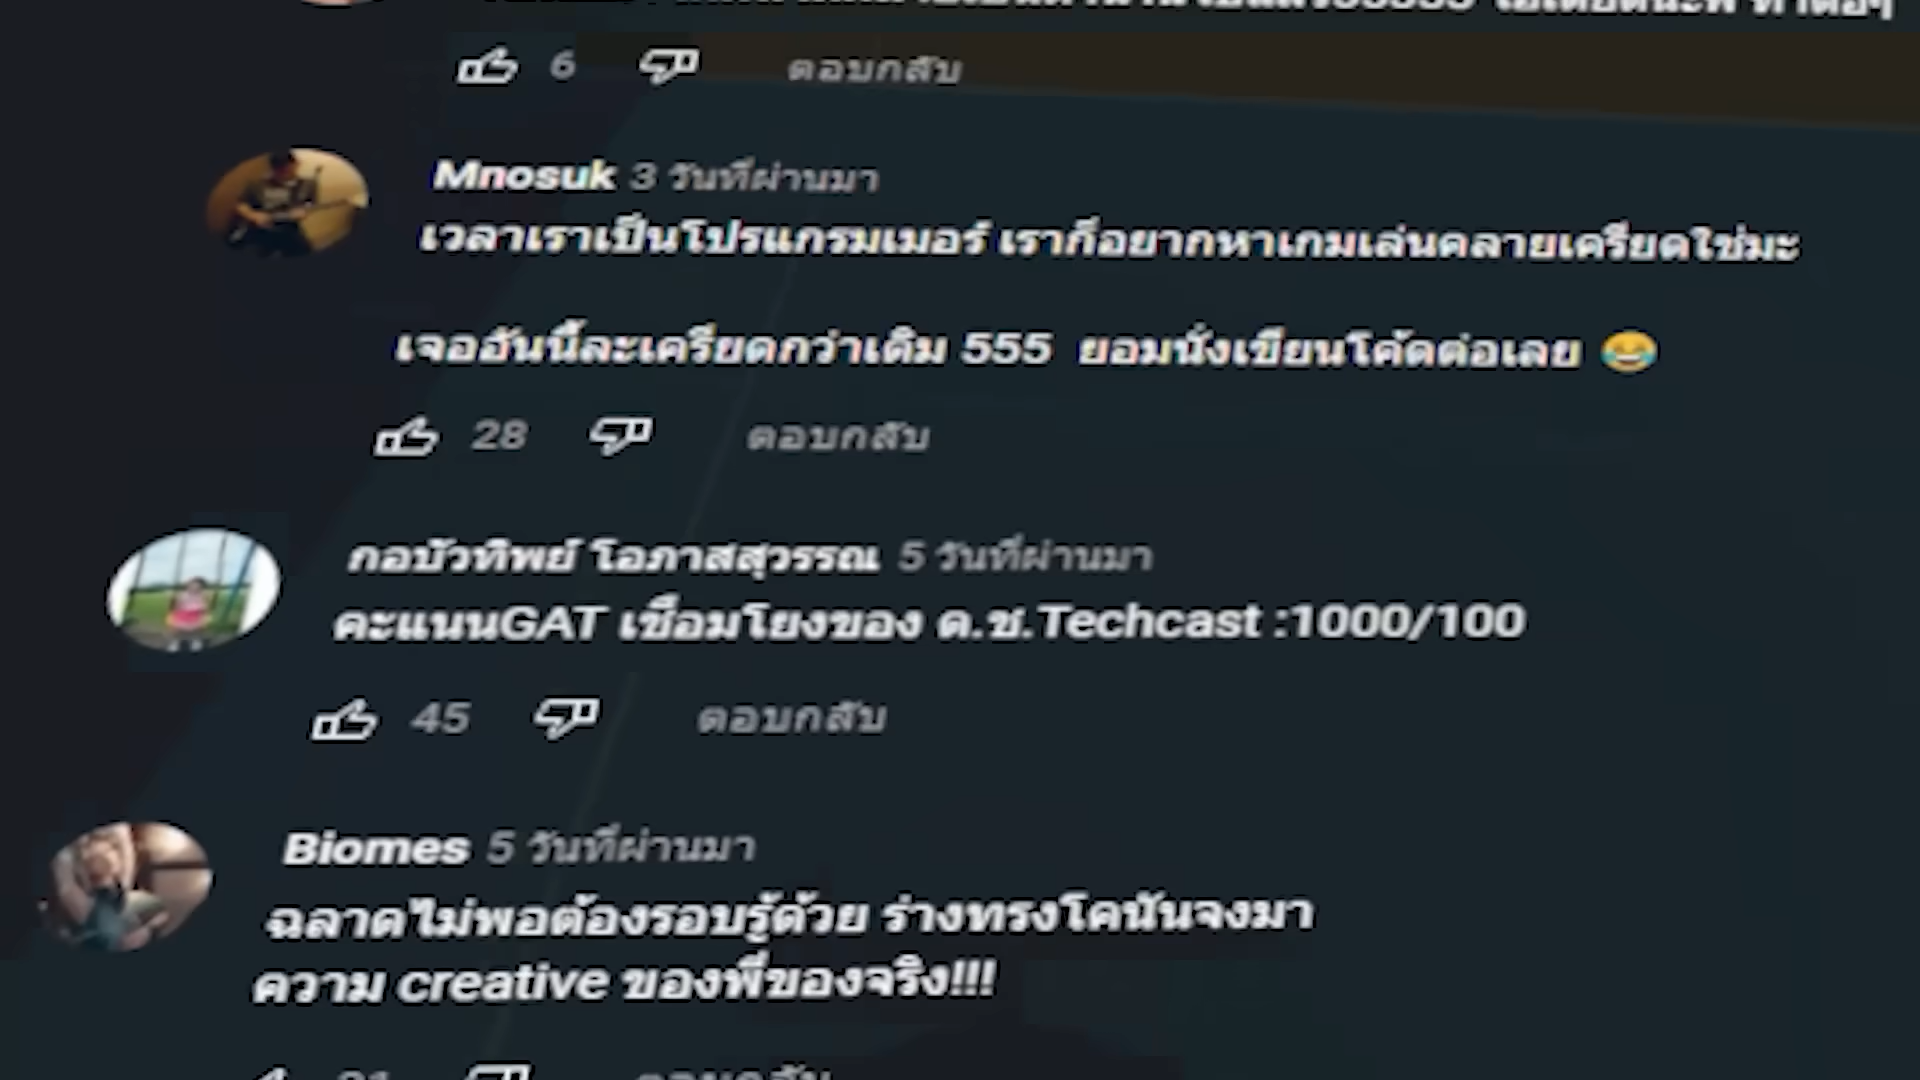 6 ตอบกลับ
Mnosuk 3 วันที่ผ่านมา
เวลาเราเป็นโปรแกรมเมอร์ เราก็อยากหาเกมเล่นคลายเครียดใช่มะ
เจออันนี้ละเครียดกว่าเดิม 555 ยอมนั่งเขียนโค้ดต่อเลย 😂
28 ตอบกลับ
กอบัวทิพย์ โอภาสสุวรรณ 5 วันที่ผ่านมา
คะแนนGAT เชื่อมโยงของ ด.ช.Techcast :1000/100
45 ตอบกลับ
Biomes 5 วันที่ผ่านมา
ฉลาดไม่พอต้องรอบรู้ด้วย ร่างทรงโคนันจงมา
ความ creative ของพี่ของจริง!!!
ตอบกลับ